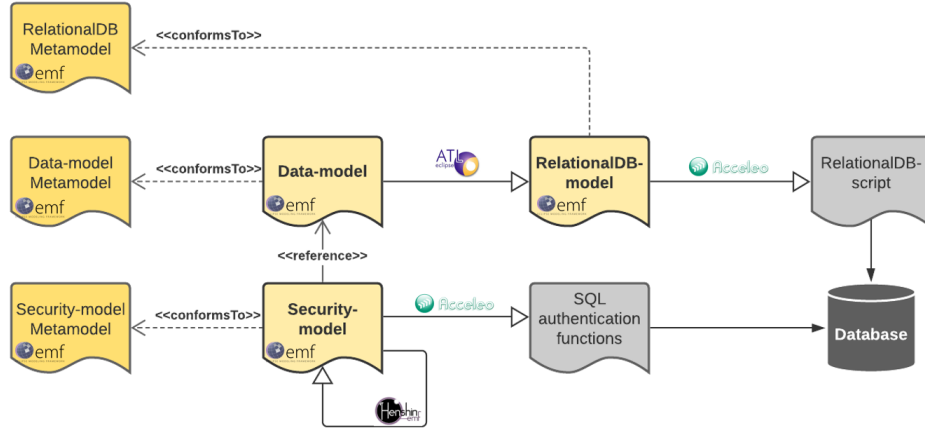 RelationalDB
Metamodel
emf
<<conformsTo>>
Data-model
Metamodel
emf
<<conformsTo>>
Data-model
emf
ATL
eclipse
RelationalDB-
model
emf
Acceleo
RelationalDB-
script
<<reference>>
Security-model
Metamodel
emf
<<conformsTo>>
Security-
model
emf
Acceleo
SQL
authentication
functions
Database
Henshin
emf